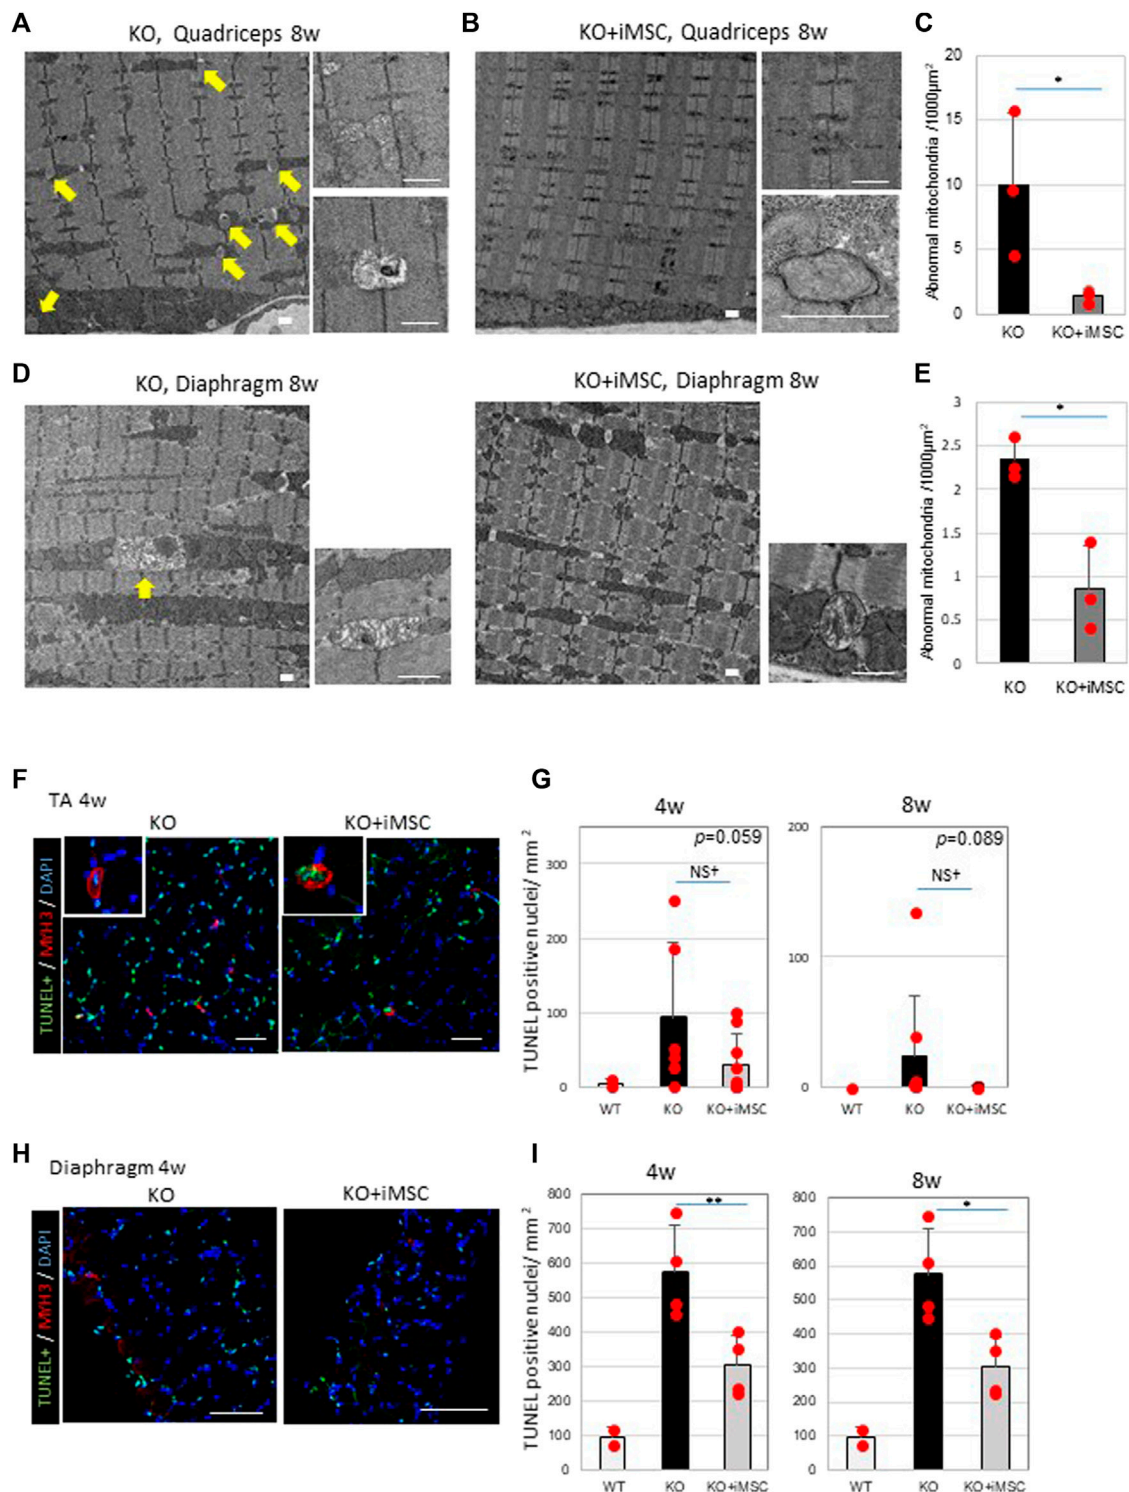 A
KO, Quadriceps 8w
B
KO+iMSC, Quadriceps 8w
C
Abnormal mitochondria /1000µm²
20
15
10
5
0
*
KO
KO+iMSC
D
KO, Diaphragm 8w
KO+iMSC, Diaphragm 8w
E
Abnormal mitochondria /1000µm²
3
2.5
2
1.5
1
0.5
0
*
KO
KO+iMSC
F
TA 4w
KO
KO+iMSC
TUNEL+ / MYH3 / DAPI
G
4w
TUNEL positive nuclei/ mm²
300
200
100
0
p=0.059
NS+
WT
KO
KO+iMSC
8w
200
100
0
p=0.089
NS+
WT
KO
KO+iMSC
H
Diaphragm 4w
KO
KO+iMSC
TUNEL+ / MYH3 / DAPI
I
4w
TUNEL positive nuclei/ mm²
800
700
600
500
400
300
200
100
0
**
WT
KO
KO+iMSC
8w
800
700
600
500
400
300
200
100
0
*
WT
KO
KO+iMSC